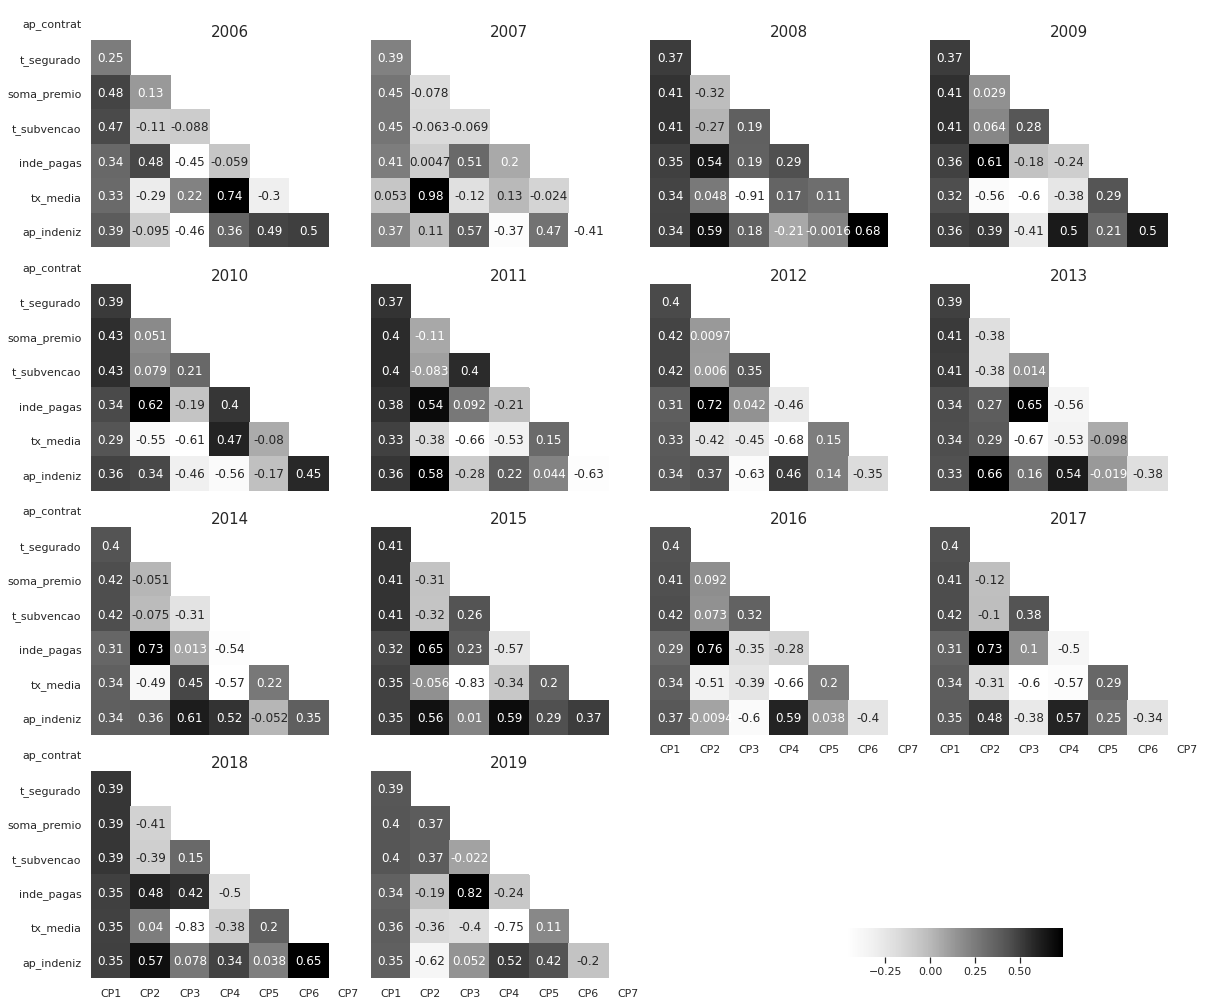 ap_contrat
2006 2007 2008 2009
t_segurado 0.25 0.39 0.37 0.37
soma_premio 0.48 0.13 0.45 -0.078 0.41 -0.32 0.41 0.029
t_subvencao 0.47 -0.11 -0.088 0.45 -0.063 -0.069 0.41 -0.27 0.19 0.41 0.064 0.28
inde_pagas 0.34 0.48 -0.45 -0.059 0.41 0.0047 0.51 0.2 0.35 0.54 0.19 0.29 0.36 0.61 -0.18 -0.24
tx_media 0.33 -0.29 0.22 0.74 -0.3 0.053 0.98 -0.12 0.13 -0.024 0.34 0.048 -0.91 0.17 0.11 0.32 -0.56 -0.6 -0.38 0.29
ap_indeniz 0.39 -0.095 -0.46 0.36 0.49 0.5 0.37 0.11 0.57 -0.37 0.47 -0.41 0.34 0.59 0.18 -0.21 -0.0016 0.68 0.36 0.39 -0.41 0.5 0.21 0.5
ap_contrat
2010 2011 2012 2013
t_segurado 0.39 0.37 0.4 0.39
soma_premio 0.43 0.051 0.4 -0.11 0.42 0.0097 0.41 -0.38
t_subvencao 0.43 0.079 0.21 0.4 -0.083 0.4 0.42 0.006 0.35 0.41 -0.38 0.014
inde_pagas 0.34 0.62 -0.19 0.4 0.38 0.54 0.092 -0.21 0.31 0.72 0.042 -0.46 0.34 0.27 0.65 -0.56
tx_media 0.29 -0.55 -0.61 0.47 -0.08 0.33 -0.38 -0.66 -0.53 0.15 0.33 -0.42 -0.45 -0.68 0.15 0.34 0.29 -0.67 -0.53 -0.098
ap_indeniz 0.36 0.34 -0.46 -0.56 -0.17 0.45 0.36 0.58 -0.28 0.22 0.044 -0.63 0.34 0.37 -0.63 0.46 0.14 -0.35 0.33 0.66 0.16 0.54 -0.019 -0.38
ap_contrat
2014 2015 2016 2017
t_segurado 0.4 0.41 0.4 0.4
soma_premio 0.42 -0.051 0.41 -0.31 0.41 0.092 0.41 -0.12
t_subvencao 0.42 -0.075 -0.31 0.41 -0.32 0.26 0.42 0.073 0.32 0.42 -0.1 0.38
inde_pagas 0.31 0.73 0.013 -0.54 0.32 0.65 0.23 -0.57 0.29 0.76 -0.35 -0.28 0.31 0.73 0.1 -0.5
tx_media 0.34 -0.49 0.45 -0.57 0.22 0.35 -0.056 -0.83 -0.34 0.2 0.34 -0.51 -0.39 -0.66 0.2 0.34 -0.31 -0.6 -0.57 0.29
ap_indeniz 0.34 0.36 0.61 0.52 -0.052 0.35 0.35 0.56 0.01 0.59 0.29 0.37 0.37 -0.0094 -0.6 0.59 0.038 -0.4 0.35 0.48 -0.38 0.57 0.25 -0.34
CP1 CP2 CP3 CP4 CP5 CP6 CP7 CP1 CP2 CP3 CP4 CP5 CP6 CP7
ap_contrat
2018 2019
t_segurado 0.39 0.39
soma_premio 0.39 -0.41 0.4 0.37
t_subvencao 0.39 -0.39 0.15 0.4 0.37 -0.022
inde_pagas 0.35 0.48 0.42 -0.5 0.34 -0.19 0.82 -0.24
tx_media 0.35 0.04 -0.83 -0.38 0.2 0.36 -0.36 -0.4 -0.75 0.11
ap_indeniz 0.35 0.57 0.078 0.34 0.038 0.65 0.35 -0.62 0.052 0.52 0.42 -0.2
−0.25 0.00 0.25 0.50
CP1 CP2 CP3 CP4 CP5 CP6 CP7 CP1 CP2 CP3 CP4 CP5 CP6 CP7